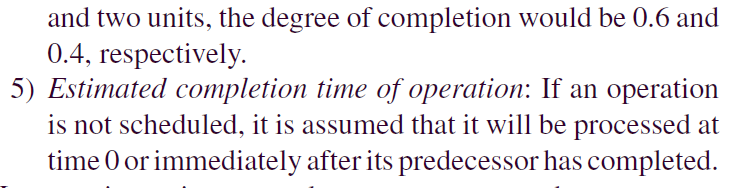 and two units, the degree of completion would be 0.6 and
0.4, respectively.
5) Estimated completion time of operation: If an operation
is not scheduled, it is assumed that it will be processed at
time 0 or immediately after its predecessor has completed.